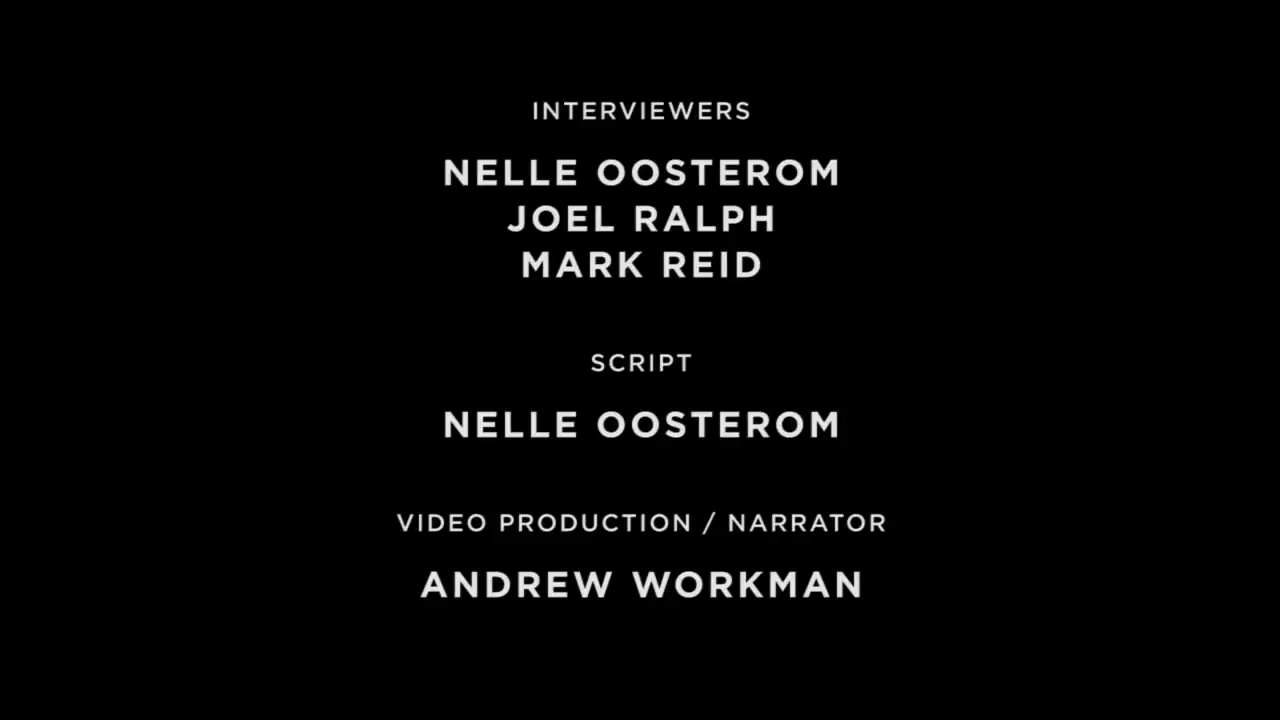 INTERVIEWERS
NELLE OOSTEROM
JOEL RALPH
MARK REID
SCRIPT
NELLE OOSTEROM
VIDEO PRODUCTION / NARRATOR
ANDREW WORKMAN